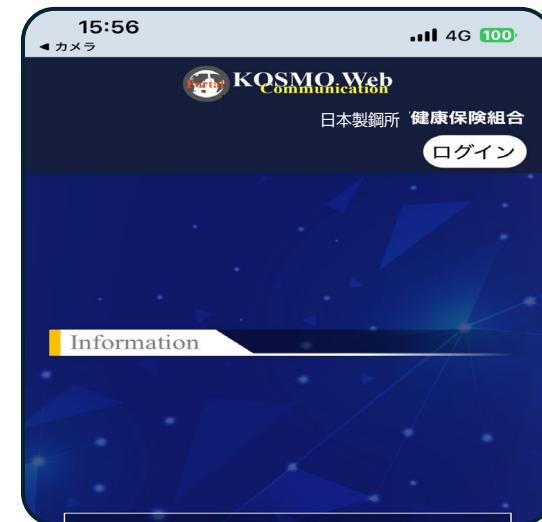 15:56
4G 100
◀ カメラ
Portal KOSMO Web
Communication
日本製鋼所 健康保険組合
ログイン
Information